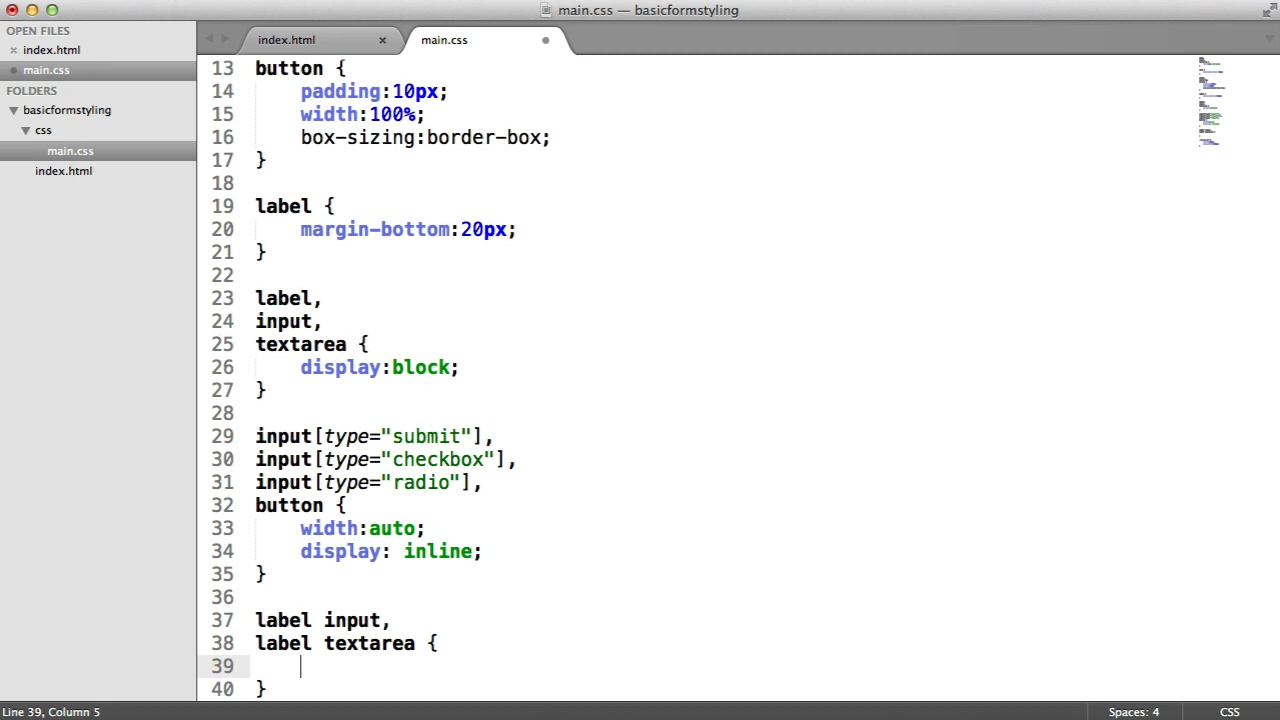 main.css — basicformstyling
OPEN FILES
index.html
main.css
FOLDERS
basicformstyling
css
main.css
index.html
index.html
main.css
13 button {
14 padding:10px;
15 width:100%;
16 box-sizing:border-box;
17 }
18
19 label {
20 margin-bottom:20px;
21 }
22
23 label,
24 input,
25 textarea {
26 display:block;
27 }
28
29 input[type="submit"],
30 input[type="checkbox"],
31 input[type="radio"],
32 button {
33 width:auto;
34 display: inline;
35 }
36
37 label input,
38 label textarea {
39
40 }
Line 39, Column 5
Spaces: 4
CSS